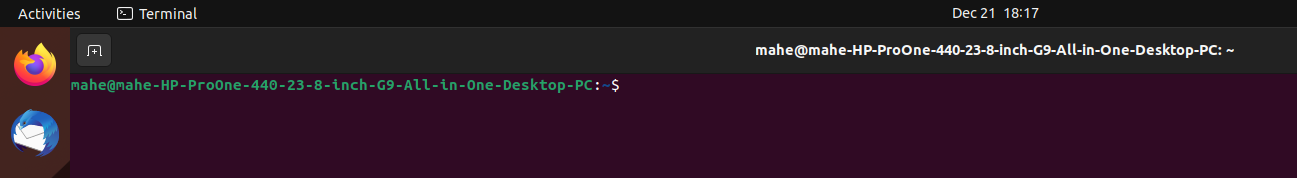 Activities Terminal Dec 21 18:17
mahe@mahe-HP-ProOne-440-23-8-inch-G9-All-in-One-Desktop-PC: ~
mahe@mahe-HP-ProOne-440-23-8-inch-G9-All-in-One-Desktop-PC:~$